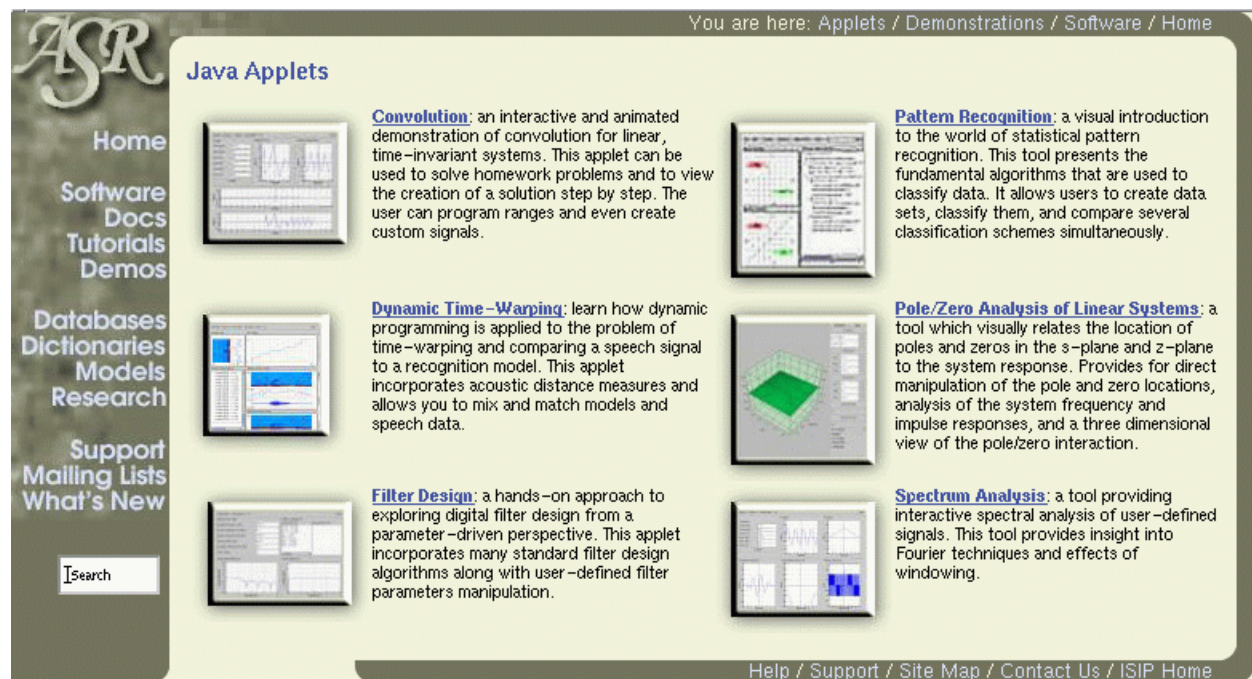 You are here: Applets / Demonstrations / Software / Home
ASR
Home
Software
Docs
Tutorials
Demos
Databases
Dictionaries
Models
Research
Support
Mailing Lists
What's New
Search
Java Applets
Convolution: an interactive and animated
demonstration of convolution for linear,
time-invariant systems. This applet can be
used to solve homework problems and to view
the creation of a solution step by step. The
user can program ranges and even create
custom signals.
Pattern Recognition: a visual introduction
to the world of statistical pattern
recognition. This tool presents the
fundamental algorithms that are used to
classify data. It allows users to create data
sets, classify them, and compare several
classification schemes simultaneously.
Dynamic Time-Warping: learn how dynamic
programming is applied to the problem of
time-warping and comparing a speech signal
to a recognition model. This applet
incorporates acoustic distance measures and
allows you to mix and match models and
speech data.
Pole/Zero Analysis of Linear Systems: a
tool which visually relates the location of
poles and zeros in the s-plane and z-plane
to the system response. Provides for direct
manipulation of the pole and zero locations,
analysis of the system frequency and
impulse responses, and a three dimensional
view of the pole/zero interaction.
Filter Design: a hands-on approach to
exploring digital filter design from a
parameter-driven perspective. This applet
incorporates many standard filter design
algorithms along with user-defined filter
parameters manipulation.
Spectrum Analysis: a tool providing
interactive spectral analysis of user-defined
signals. This tool provides insight into
Fourier techniques and effects of
windowing.
Help / Support / Site Map / Contact Us / ISIP Home